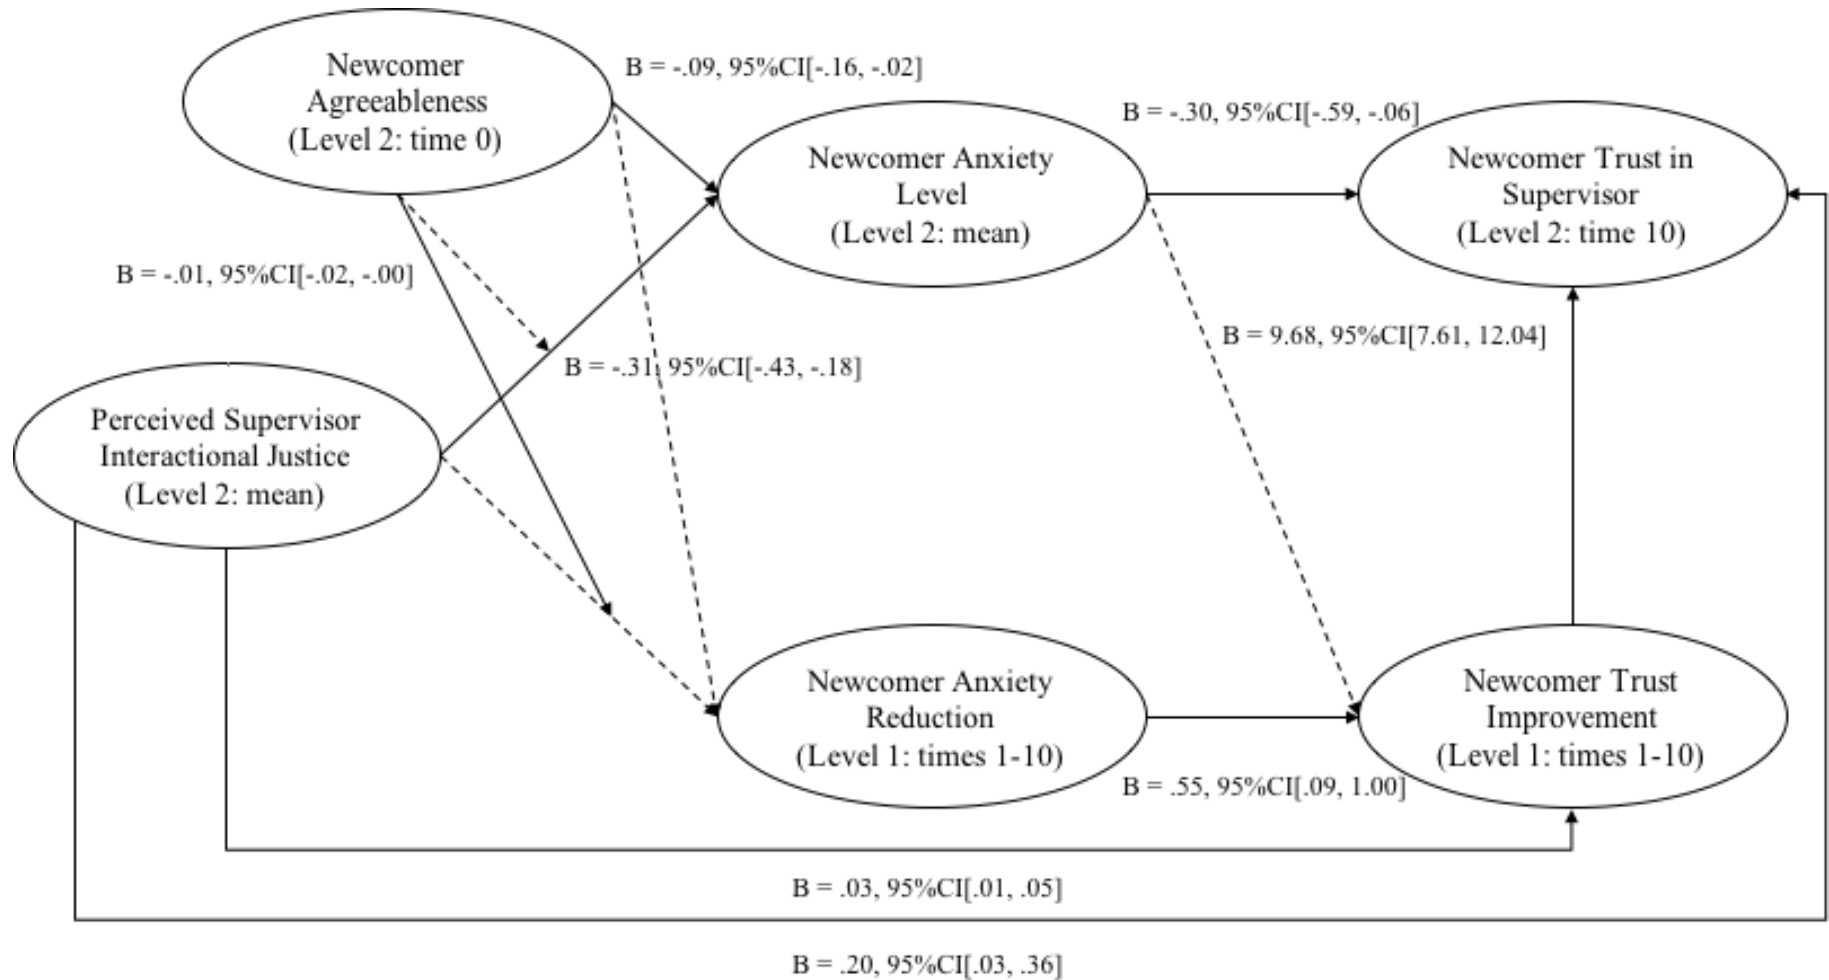 Newcomer
Agreeableness
(Level 2: time 0)
B = -.09, 95%CI[-.16, -.02]
Newcomer Anxiety
Level
(Level 2: mean)
B = -.30, 95%CI[-.59, -.06]
Newcomer Trust in
Supervisor
(Level 2: time 10)
B = -.01, 95%CI[-.02, -.00]
B = -.31, 95%CI[-.43, -.18]
B = 9.68, 95%CI[7.61, 12.04]
Perceived Supervisor
Interactional Justice
(Level 2: mean)
Newcomer Anxiety
Reduction
(Level 1: times 1-10)
B = .55, 95%CI[.09, 1.00]
Newcomer Trust
Improvement
(Level 1: times 1-10)
B = .03, 95%CI[.01, .05]
B = .20, 95%CI[.03, .36]